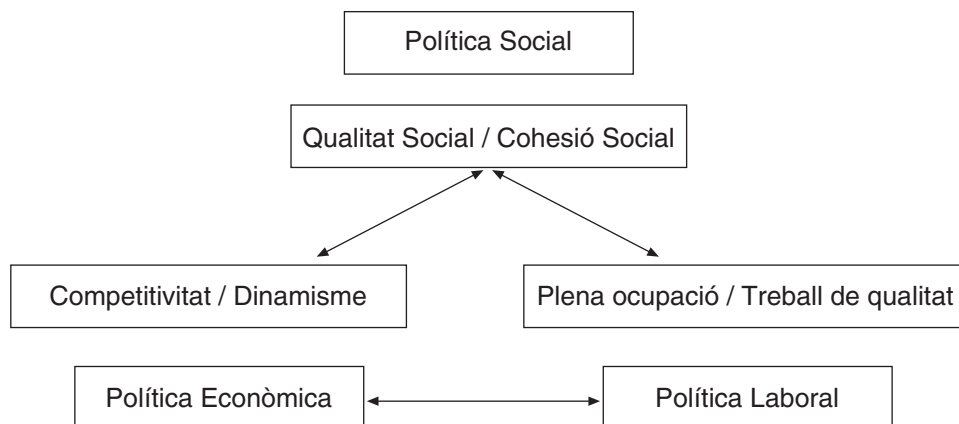 Política Social
Qualitat Social / Cohesió Social
Competitivitat / Dinamisme
Plena ocupació / Treball de qualitat
Política Econòmica
Política Laboral